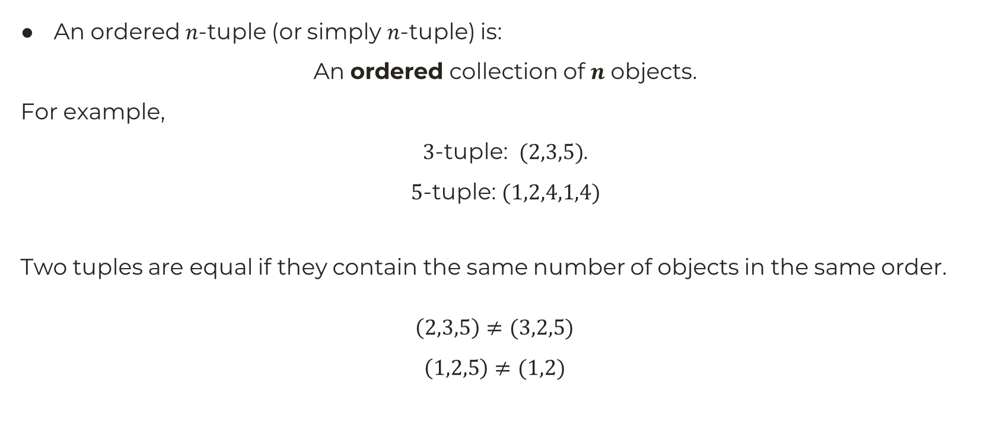 • An ordered n-tuple (or simply n-tuple) is:
An ordered collection of n objects.
For example,
3-tuple: (2,3,5).
5-tuple: (1,2,4,1,4)
Two tuples are equal if they contain the same number of objects in the same order.
(2,3,5) ≠ (3,2,5)
(1,2,5) ≠ (1,2)